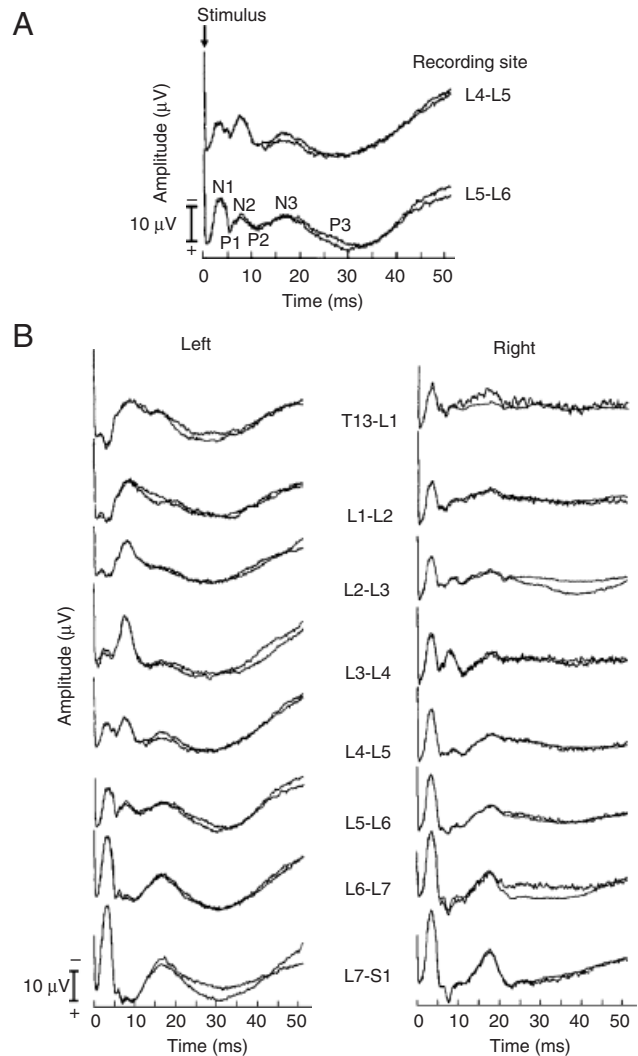 A
Stimulus
Recording site
Amplitude (µV)
L4-L5
L5-L6
N1
N2
N3
P1
P2
P3
−
10 µV
+
0 10 20 30 40 50
Time (ms)
B
Left
Right
Amplitude (µV)
T13-L1
L1-L2
L2-L3
L3-L4
L4-L5
L5-L6
L6-L7
L7-S1
−
10 µV
+
0 10 20 30 40 50
Time (ms)
0 10 20 30 40 50
Time (ms)